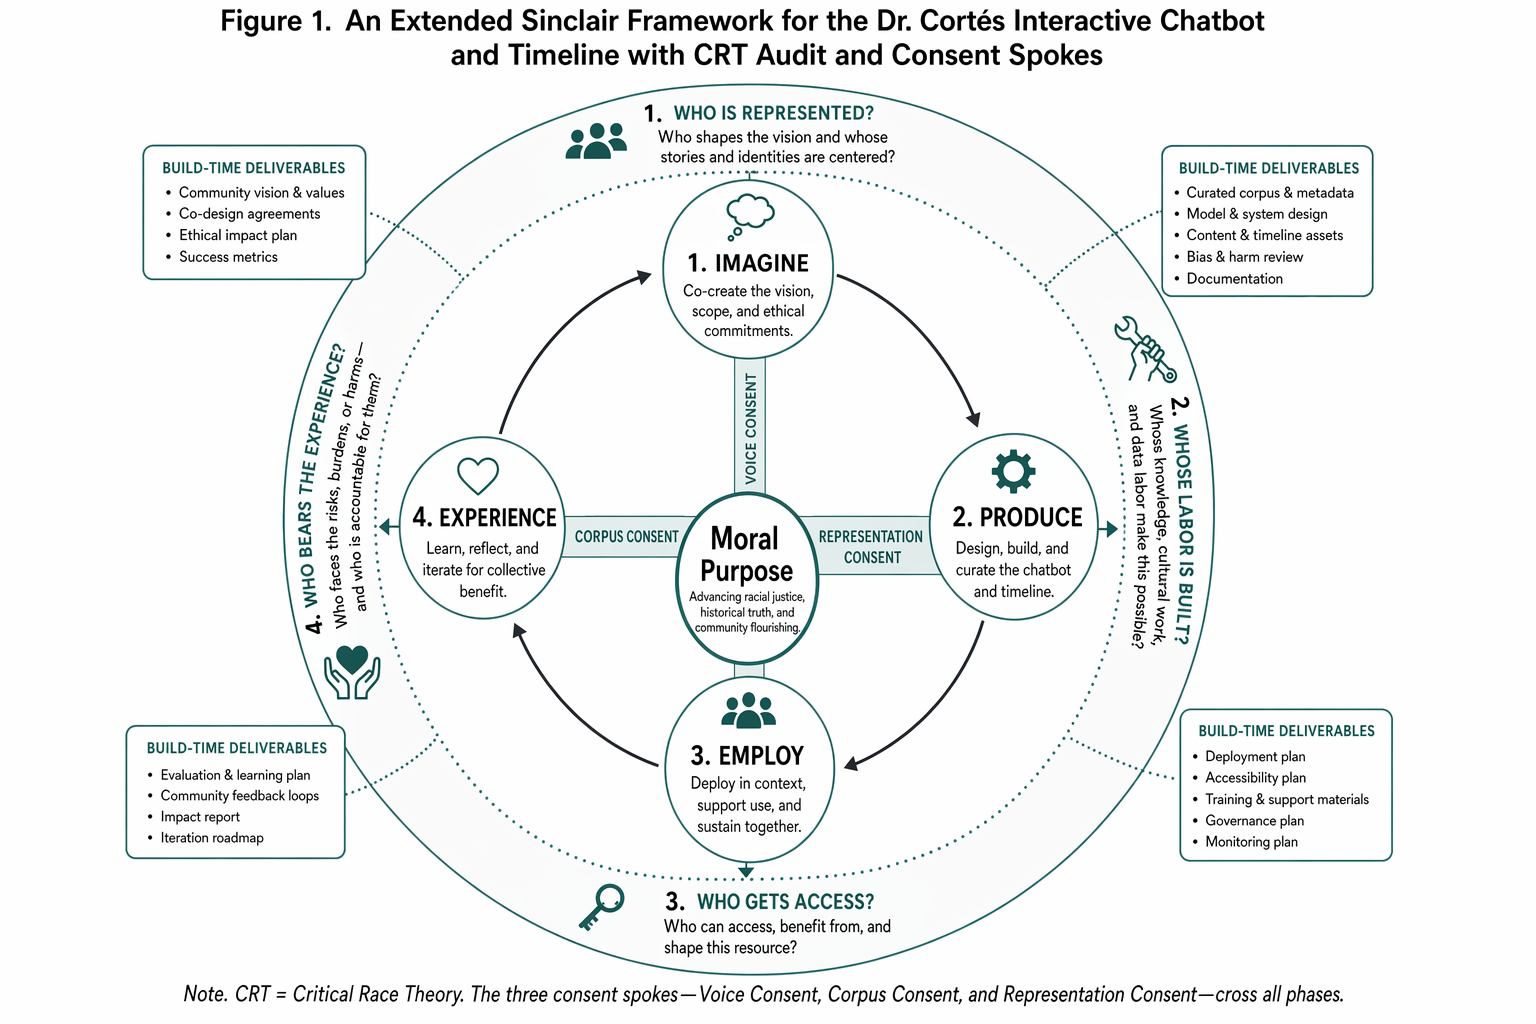 Figure 1. An Extended Sinclair Framework for the Dr. Cortés Interactive Chatbot
and Timeline with CRT Audit and Consent Spokes
1. WHO IS REPRESENTED?
Who shapes the vision and whose
stories and identities are centered?
BUILD-TIME DELIVERABLES
• Community vision & values
• Co-design agreements
• Ethical impact plan
• Success metrics
BUILD-TIME DELIVERABLES
• Curated corpus & metadata
• Model & system design
• Content & timeline assets
• Bias & harm review
• Documentation
1. IMAGINE
Co-create the vision,
scope, and ethical
commitments.
VOICE CONSENT
4. WHO BEARS THE EXPERIENCE?
Who faces the risks, burdens, or harms—
and who is accountable for them?
4. EXPERIENCE
Learn, reflect, and
iterate for collective
benefit.
CORPUS CONSENT
Moral
Purpose
Advancing racial justice,
historical truth, and
community flourishing.
REPRESENTATION
CONSENT
2. PRODUCE
Design, build, and
curate the chatbot
and timeline.
2. WHOSE LABOR IS BUILT?
Whoss knowledge, cultural work,
and data labor make this possible?
3. EMPLOY
Deploy in context,
support use, and
sustain together.
BUILD-TIME DELIVERABLES
• Evaluation & learning plan
• Community feedback loops
• Impact report
• Iteration roadmap
BUILD-TIME DELIVERABLES
• Deployment plan
• Accessibility plan
• Training & support materials
• Governance plan
• Monitoring plan
3. WHO GETS ACCESS?
Who can access, benefit from, and
shape this resource?
Note. CRT = Critical Race Theory. The three consent spokes—Voice Consent, Corpus Consent, and Representation Consent—cross all phases.